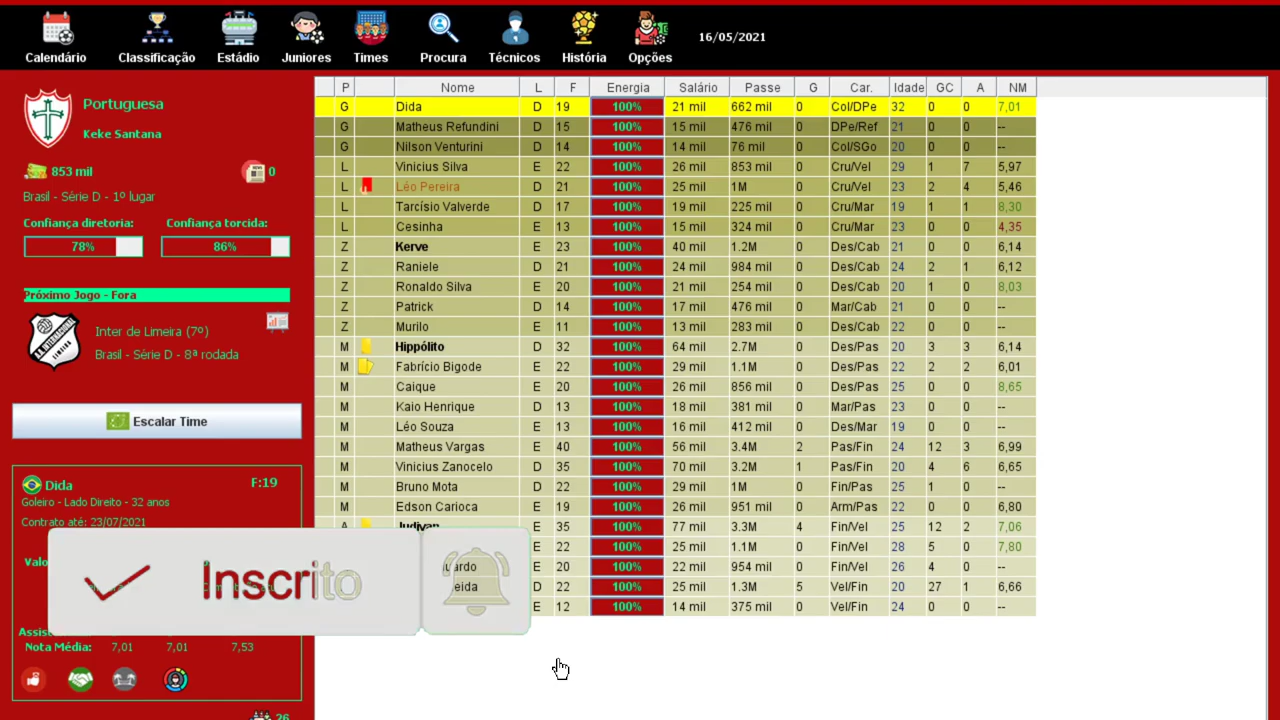 Calendário Classificação Estádio Juniores Times Procura Técnicos História Opções 16/05/2021
Portuguesa
Keke Santana
853 mil 0
Brasil - Série D - 1º lugar
Confiança diretoria: Confiança torcida:
78% 86%
Próximo Jogo - Fora
Inter de Limeira (7º)
Brasil - Série D - 8ª rodada
Escalar Time
Dida F:19
Goleiro - Lado Direito - 32 anos
Contrato até: 23/07/2021
Valo
Inscrito
Assis
Nota Média: 7,01 7,01 7,53
26
P Nome L F Energia Salário Passe G Car. Idade GC A NM
G Dida D 19 100% 21 mil 662 mil 0 Col/DPe 32 0 0 7,01
G Matheus Refundini D 15 100% 15 mil 476 mil 0 DPe/Ref 21 0 0 --
G Nilson Venturini D 14 100% 14 mil 76 mil 0 Col/SGo 20 0 0 --
L Vinicius Silva E 22 100% 26 mil 853 mil 0 Cru/Vel 29 1 7 5,97
L Léo Pereira D 21 100% 25 mil 1M 0 Cru/Vel 23 2 4 5,46
L Tarcísio Valverde D 17 100% 19 mil 225 mil 0 Cru/Mar 19 1 1 8,30
L Cesinha E 13 100% 15 mil 324 mil 0 Cru/Mar 23 0 0 4,35
Z Kerve E 23 100% 40 mil 1.2M 0 Des/Cab 21 0 0 6,14
Z Raniele D 21 100% 24 mil 984 mil 0 Des/Cab 24 2 1 6,12
Z Ronaldo Silva E 20 100% 21 mil 254 mil 0 Des/Cab 20 1 0 8,03
Z Patrick D 14 100% 17 mil 476 mil 0 Mar/Cab 21 0 0 --
Z Murilo E 11 100% 13 mil 283 mil 0 Des/Cab 22 0 0 --
M Hippólito D 32 100% 64 mil 2.7M 0 Des/Pas 20 3 3 6,14
M Fabrício Bigode E 22 100% 29 mil 1.1M 0 Des/Pas 22 2 2 6,01
M Caique E 20 100% 26 mil 856 mil 0 Des/Pas 25 0 0 8,65
M Kaio Henrique D 13 100% 18 mil 381 mil 0 Mar/Pas 23 0 0 --
M Léo Souza E 13 100% 16 mil 412 mil 0 Des/Mar 19 0 0 --
M Matheus Vargas E 40 100% 56 mil 3.4M 2 Pas/Fin 24 12 3 6,99
M Vinicius Zanocelo D 35 100% 70 mil 3.2M 1 Pas/Fin 20 4 6 6,65
M Bruno Mota D 22 100% 29 mil 1M 0 Fin/Pas 25 1 0 --
M Edson Carioca E 19 100% 26 mil 951 mil 0 Arm/Pas 22 0 0 6,80
A Judivan E 35 100% 77 mil 3.3M 4 Fin/Vel 25 12 2 7,06
E 22 100% 25 mil 1.1M 0 Fin/Vel 28 5 0 7,80
uardo E 20 100% 22 mil 954 mil 0 Fin/Vel 26 4 0 --
eida D 22 100% 25 mil 1.3M 5 Vel/Fin 20 27 1 6,66
E 12 100% 14 mil 375 mil 0 Vel/Fin 24 0 0 --